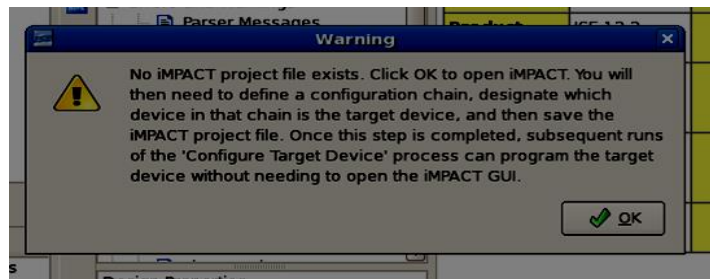 Parser Messages
Product ISE 12.2
Warning
No iMPACT project file exists. Click OK to open iMPACT. You will
then need to define a configuration chain, designate which
device in that chain is the target device, and then save the
iMPACT project file. Once this step is completed, subsequent runs
of the 'Configure Target Device' process can program the target
device without needing to open the iMPACT GUI.
OK
s